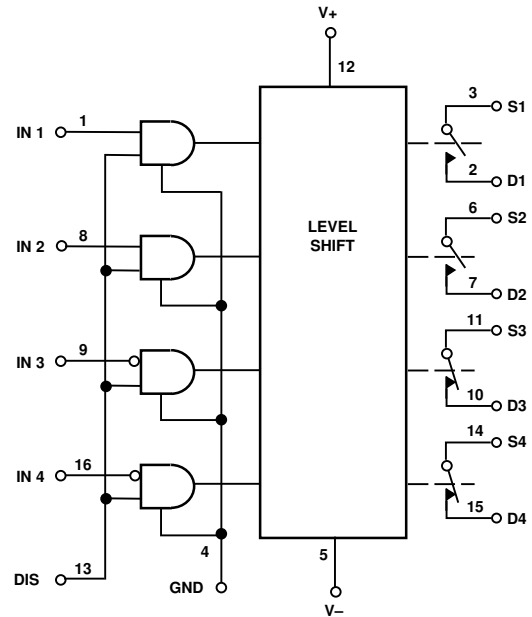 V+
12
3
S1
IN 1
1
2
D1
6
S2
IN 2
8
LEVEL
SHIFT
7
D2
11
S3
IN 3
9
10
D3
14
S4
IN 4
16
15
D4
4
5
DIS
13
GND
V–